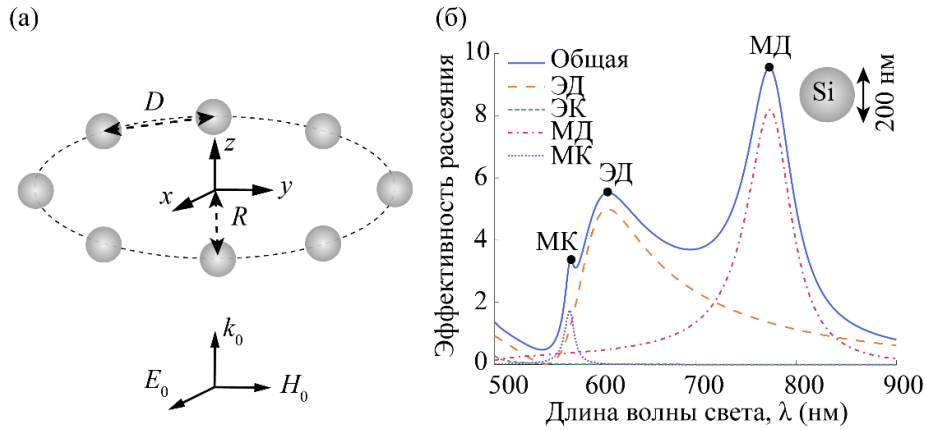 (а)
D
z
x
y
R
k₀
E₀
H₀
(б)
Эффективность рассеяния
10
8
6
4
2
0
Общая
ЭД
ЭК
МД
МК
МК
ЭД
МД
Si
200 нм
500 600 700 800 900
Длина волны света, λ (нм)